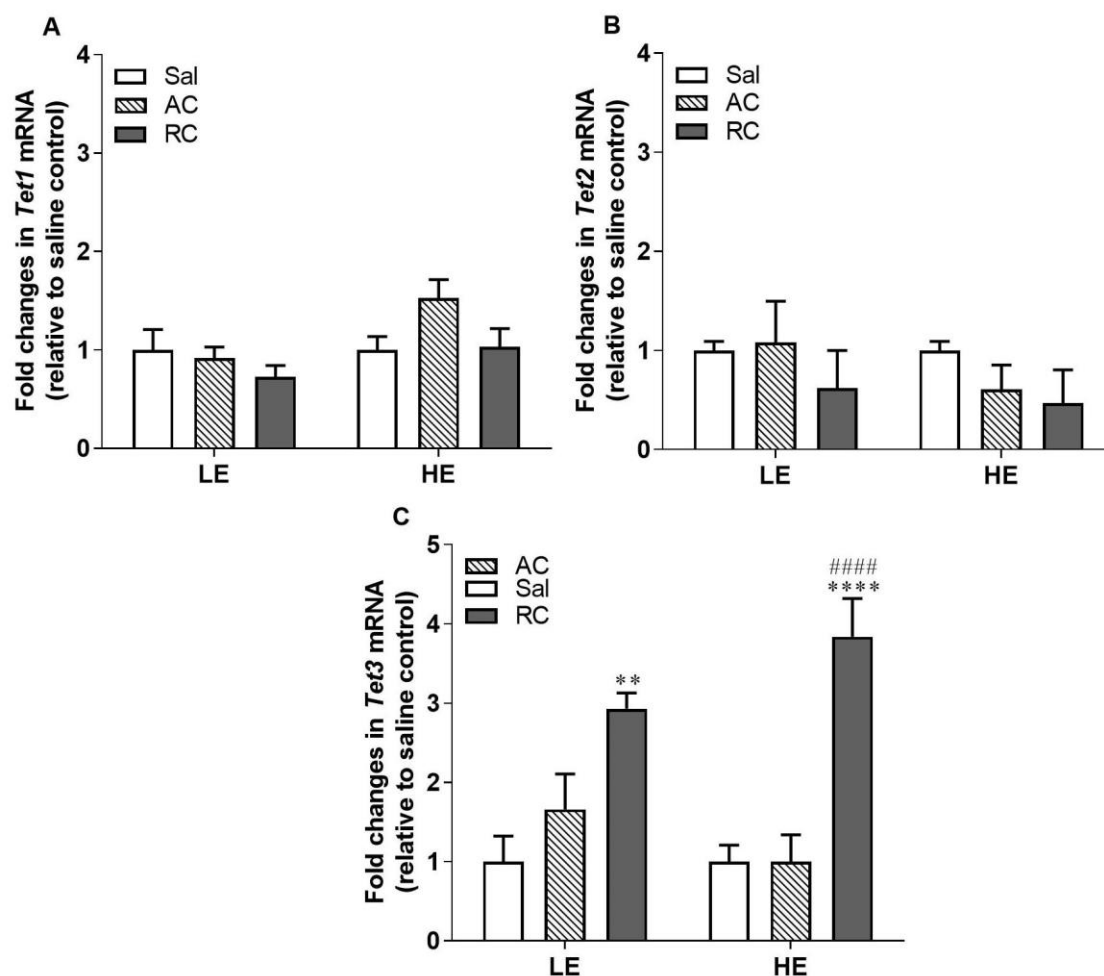 A
Fold changes in Tet1 mRNA
(relative to saline control)
4
3
2
1
0
Sal
AC
RC
LE
HE
B
Fold changes in Tet2 mRNA
(relative to saline control)
4
3
2
1
0
Sal
AC
RC
LE
HE
C
Fold changes in Tet3 mRNA
(relative to saline control)
5
4
3
2
1
0
AC
Sal
RC
**
####
****
LE
HE